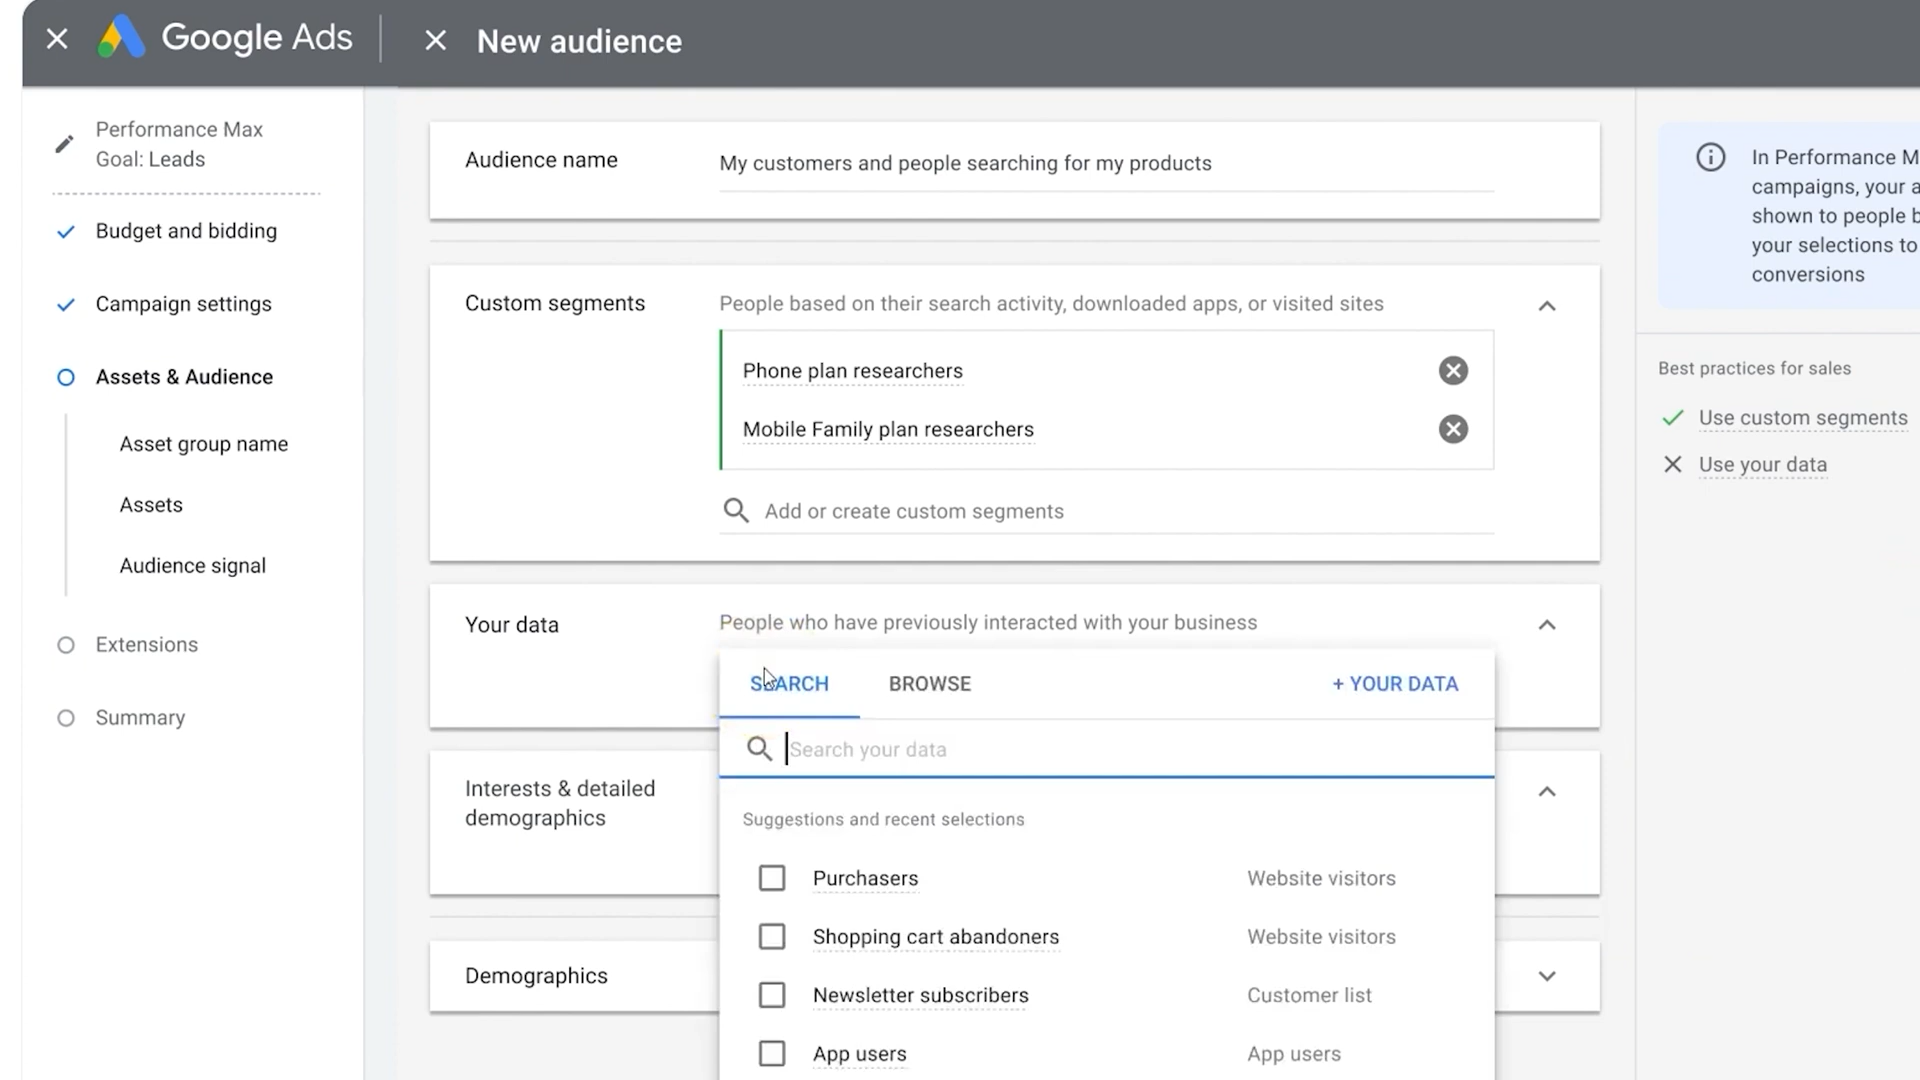 Google Ads
New audience
Performance Max
Goal: Leads
Budget and bidding
Campaign settings
Assets & Audience
Asset group name
Assets
Audience signal
Extensions
Summary
Audience name
My customers and people searching for my products
Custom segments
People based on their search activity, downloaded apps, or visited sites
Phone plan researchers
Mobile Family plan researchers
Add or create custom segments
Your data
People who have previously interacted with your business
SEARCH
BROWSE
+ YOUR DATA
Search your data
Suggestions and recent selections
Purchasers
Website visitors
Shopping cart abandoners
Website visitors
Newsletter subscribers
Customer list
App users
App users
Interests & detailed
demographics
Demographics
In Performance M
campaigns, your a
shown to people b
your selections to
conversions
Best practices for sales
Use custom segments
Use your data